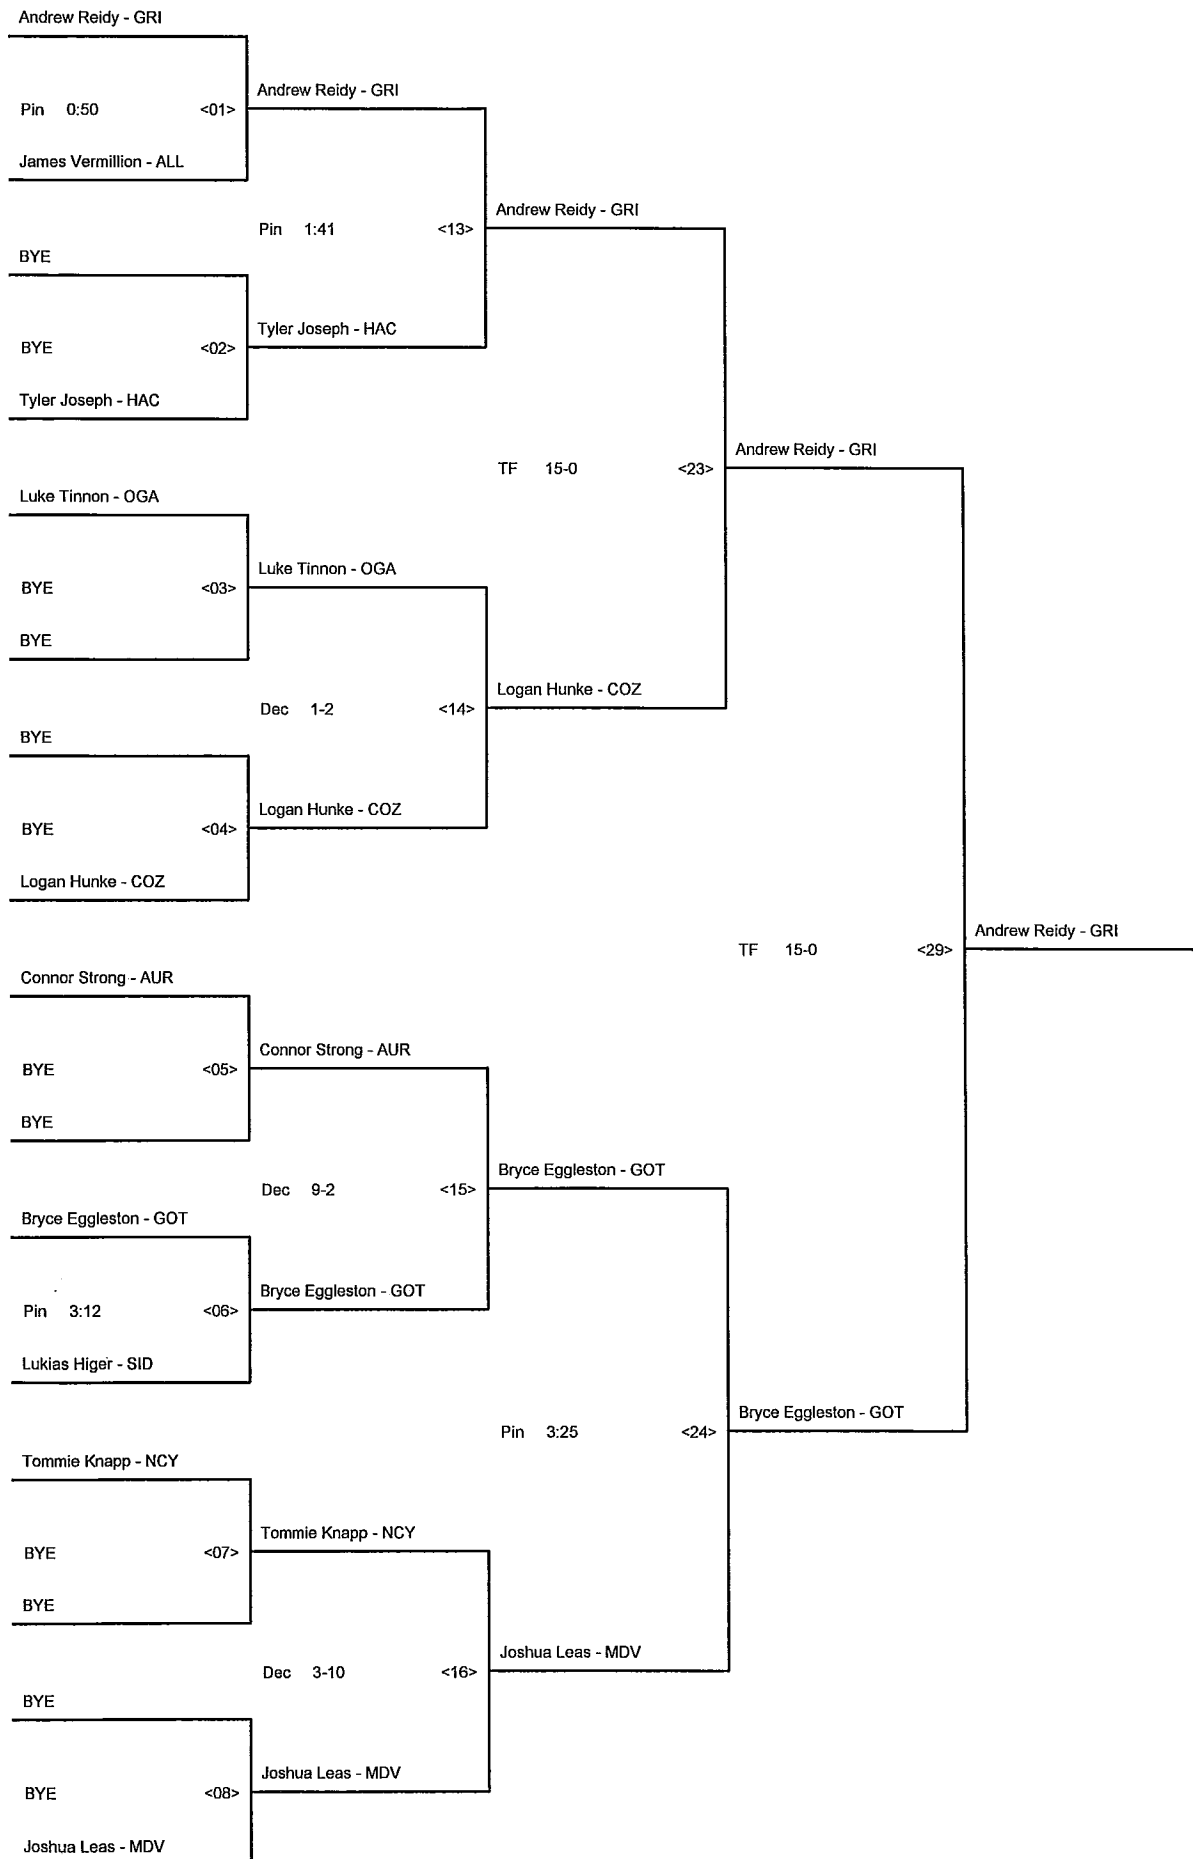 Andrew Reidy - GRI
Andrew Reidy - GRI
Pin 0:50 <01>
James Vermillion - ALL
Andrew Reidy - GRI
Pin 1:41 <13>
BYE
Tyler Joseph - HAC
BYE <02>
Tyler Joseph - HAC
Andrew Reidy - GRI
TF 15-0 <23>
Luke Tinnon - OGA
Luke Tinnon - OGA
BYE <03>
BYE
Logan Hunke - COZ
Dec 1-2 <14>
BYE
Logan Hunke - COZ
BYE <04>
Logan Hunke - COZ
Andrew Reidy - GRI
TF 15-0 <29>
Connor Strong - AUR
Connor Strong - AUR
BYE <05>
BYE
Bryce Eggleston - GOT
Dec 9-2 <15>
Bryce Eggleston - GOT
Bryce Eggleston - GOT
Pin 3:12 <06>
Lukias Higer - SID
Bryce Eggleston - GOT
Pin 3:25 <24>
Tommie Knapp - NCY
Tommie Knapp - NCY
BYE <07>
BYE
Joshua Leas - MDV
Dec 3-10 <16>
BYE
Joshua Leas - MDV
BYE <08>
Joshua Leas - MDV